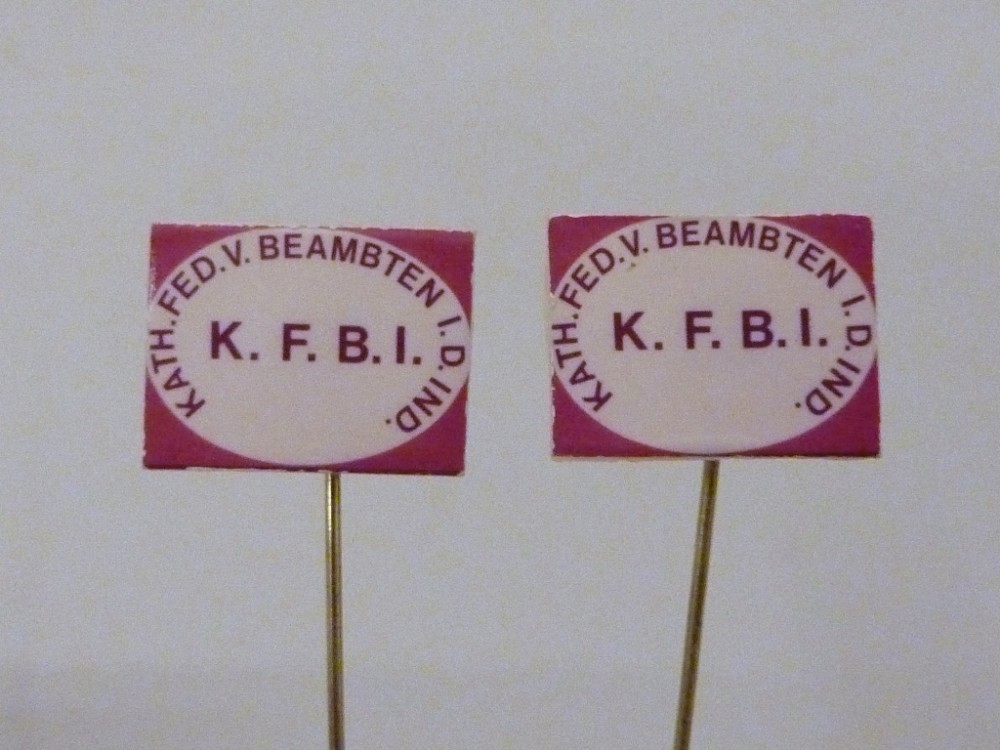 KATH.FED.V. BEAMBTEN I.D.IND.
K. F. B. I.
KATH.FED.V. BEAMBTEN I.D.IND.
K. F. B. I.